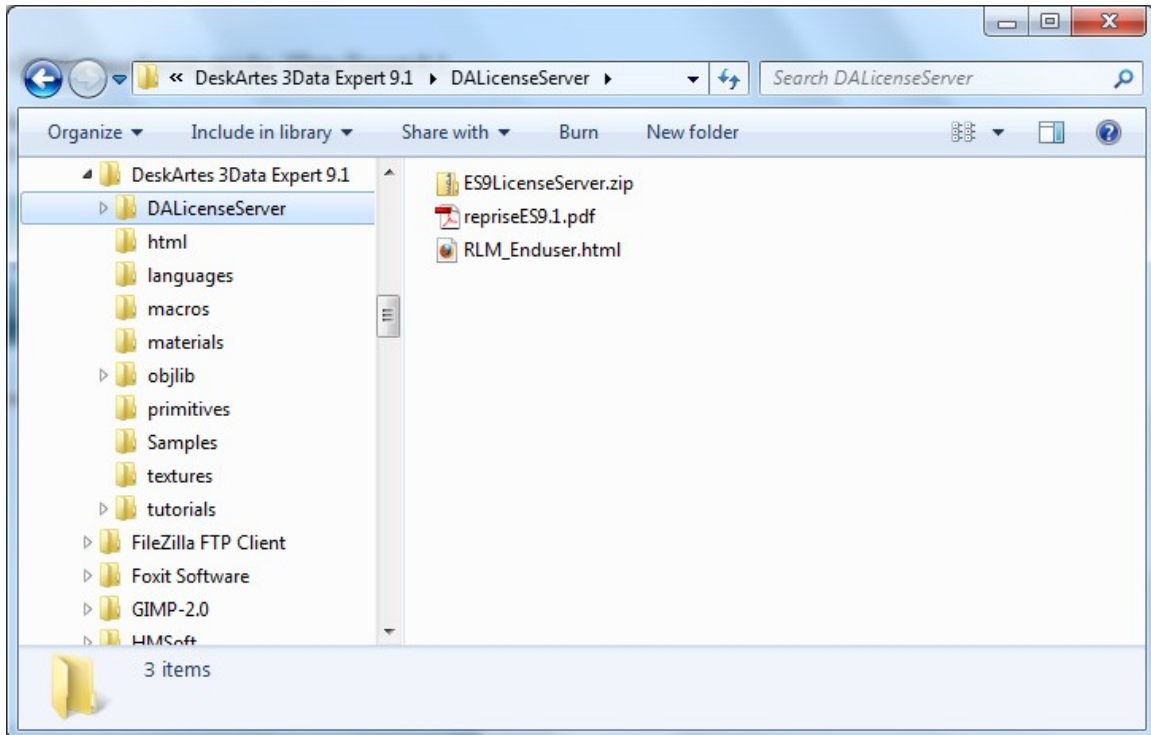 « DeskArtes 3Data Expert 9.1 DALicenseServer Search DALicenseServer
Organize Include in library Share with Burn New folder
DeskArtes 3Data Expert 9.1
DALicenseServer
html
languages
macros
materials
objlib
primitives
Samples
textures
tutorials
FileZilla FTP Client
Foxit Software
GIMP-2.0
HMSoft
ES9LicenseServer.zip
repriseES9.1.pdf
RLM_Enduser.html
3 items